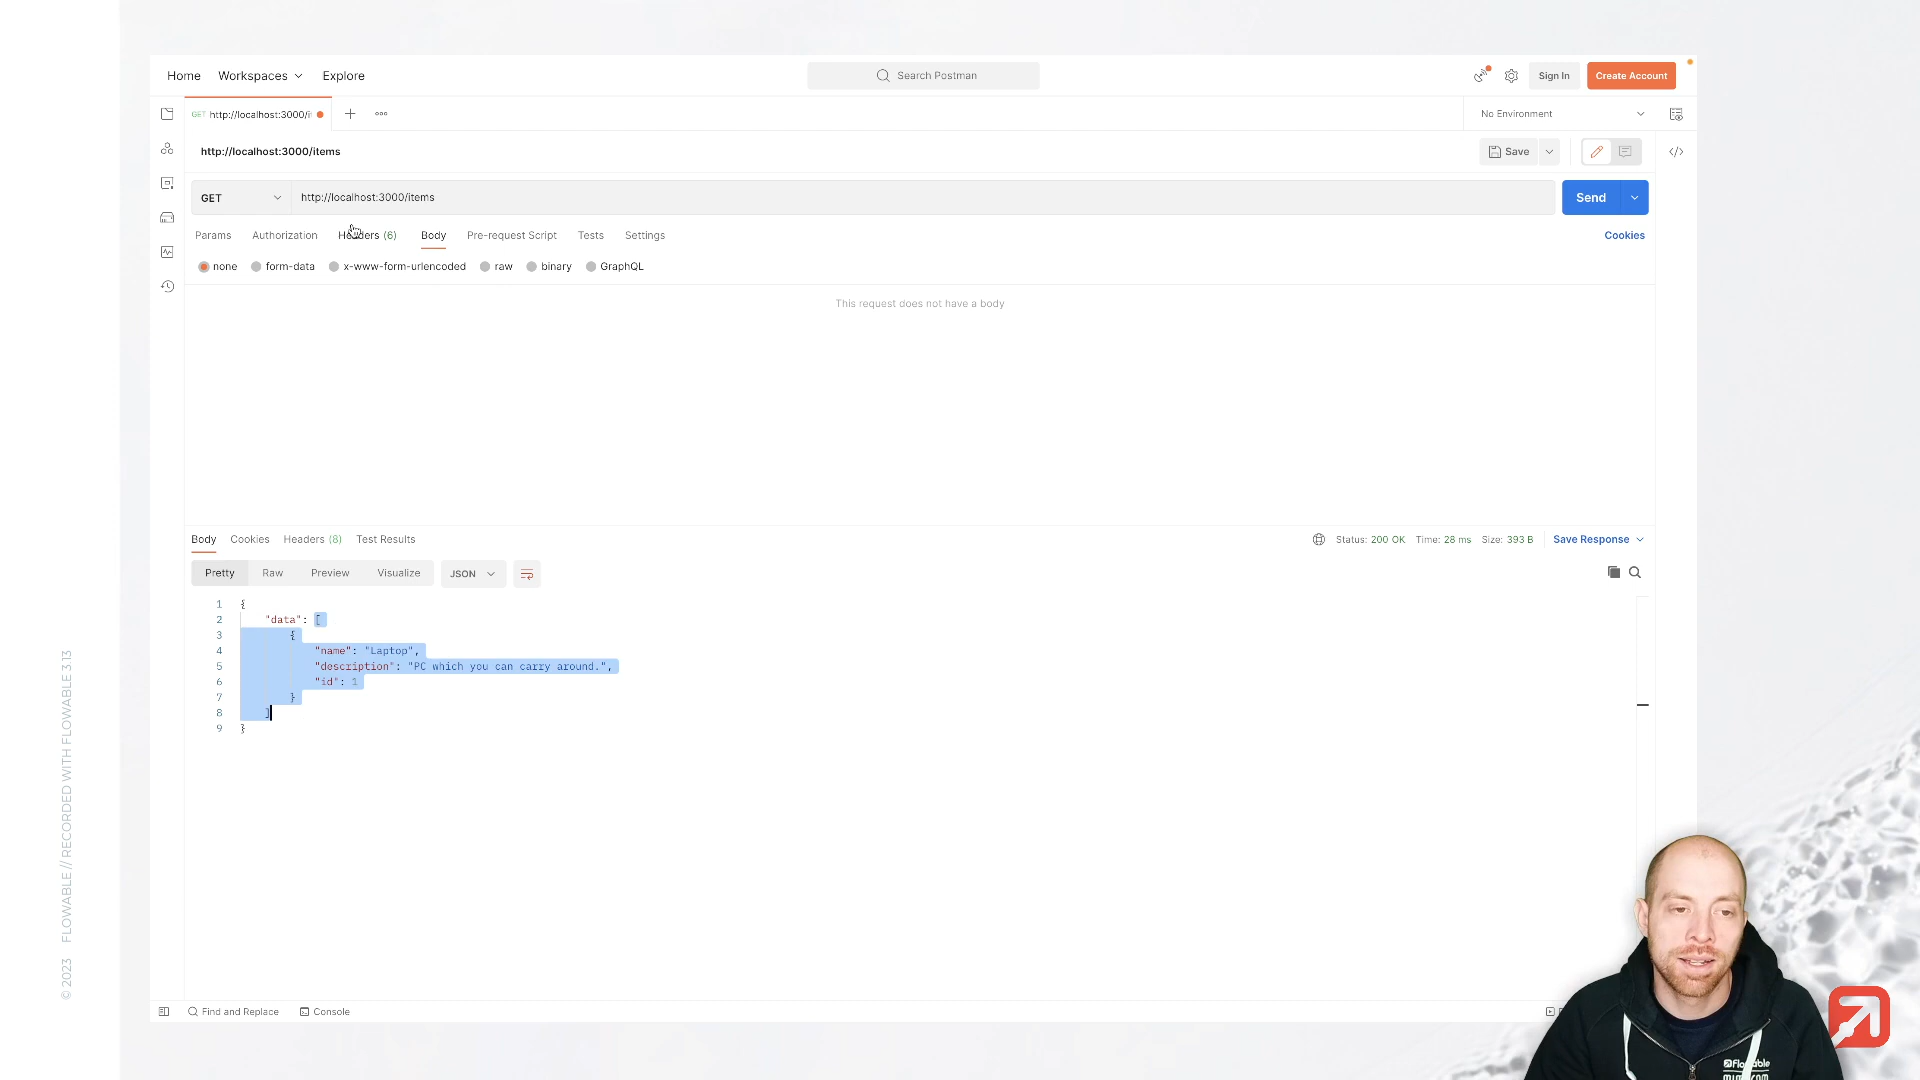 Home Workspaces Explore
Search Postman
Sign In
Create Account
GET http://localhost:3000/i
No Environment
http://localhost:3000/items
Save
GET
http://localhost:3000/items
Send
Params Authorization Headers (6) Body Pre-request Script Tests Settings
Cookies
none form-data x-www-form-urlencoded raw binary GraphQL
This request does not have a body
Body Cookies Headers (8) Test Results
Status: 200 OK Time: 28 ms Size: 393 B
Save Response
Pretty Raw Preview Visualize
JSON
1 {
2 "data": [
3 {
4 "name": "Laptop",
5 "description": "PC which you can carry around.",
6 "id": 1
7 }
8 ]
9 }
Find and Replace
Console
© 2023 FLOWABLE // RECORDED WITH FLOWABLE 3.13